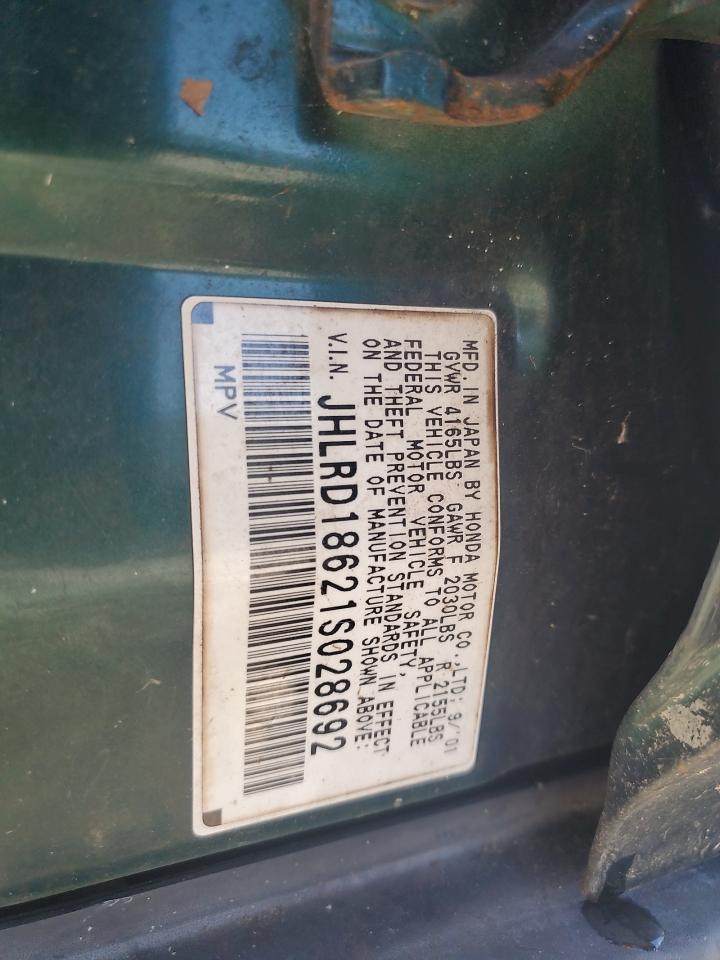 MFD. IN JAPAN BY HONDA MOTOR CO., LTD; 9/'01
GVWR 4165LBS GAWR F 2030LBS R 2155LBS
THIS VEHICLE CONFORMS TO ALL APPLICABLE
FEDERAL MOTOR VEHICLE SAFETY,
AND THEFT PREVENTION STANDARDS IN EFFECT
ON THE DATE OF MANUFACTURE SHOWN ABOVE:
V.I.N. JHLRD18621S028692
MPV